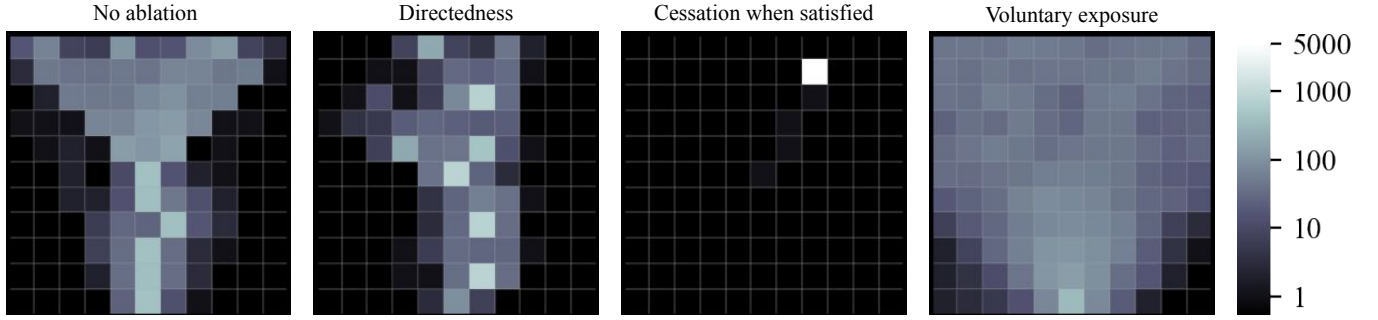 No ablation
Directedness
Cessation when satisfied
Voluntary exposure
5000
1000
100
10
1